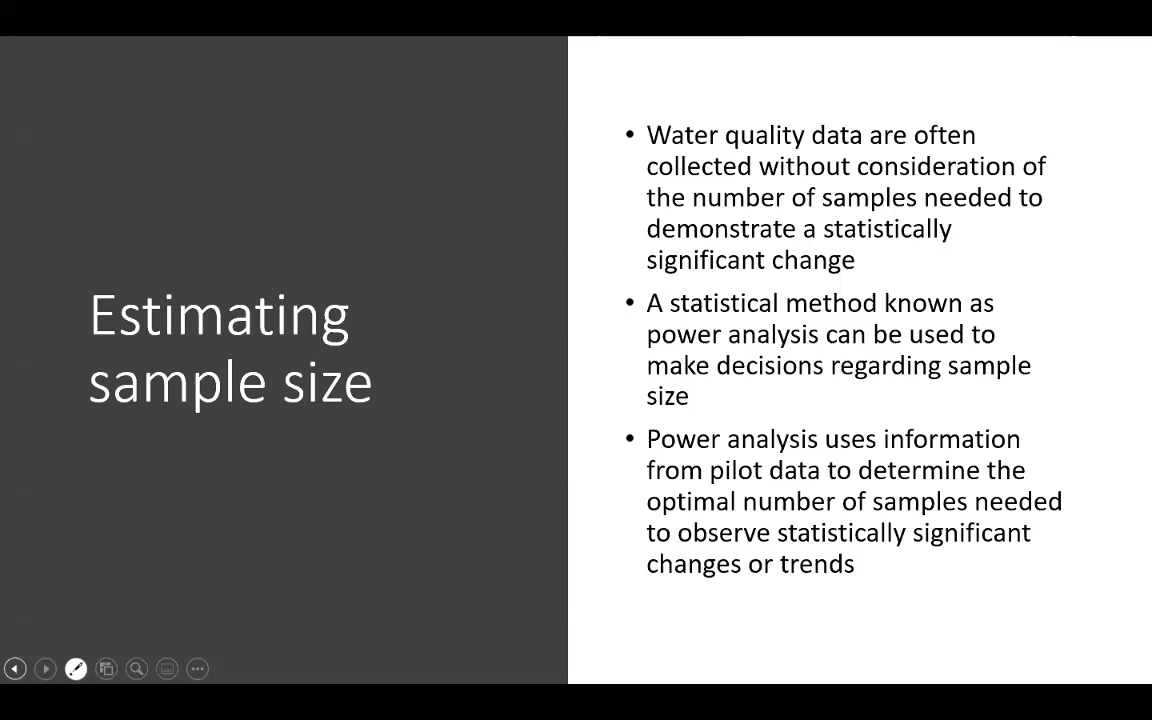 Estimating
sample size
• Water quality data are often
collected without consideration of
the number of samples needed to
demonstrate a statistically
significant change
• A statistical method known as
power analysis can be used to
make decisions regarding sample
size
• Power analysis uses information
from pilot data to determine the
optimal number of samples needed
to observe statistically significant
changes or trends